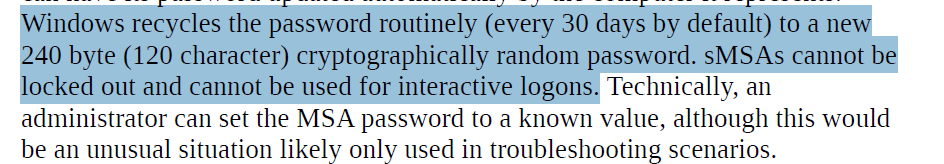 Windows recycles the password routinely (every 30 days by default) to a new
240 byte (120 character) cryptographically random password. sMSAs cannot be
locked out and cannot be used for interactive logons. Technically, an
administrator can set the MSA password to a known value, although this would
be an unusual situation likely only used in troubleshooting scenarios.